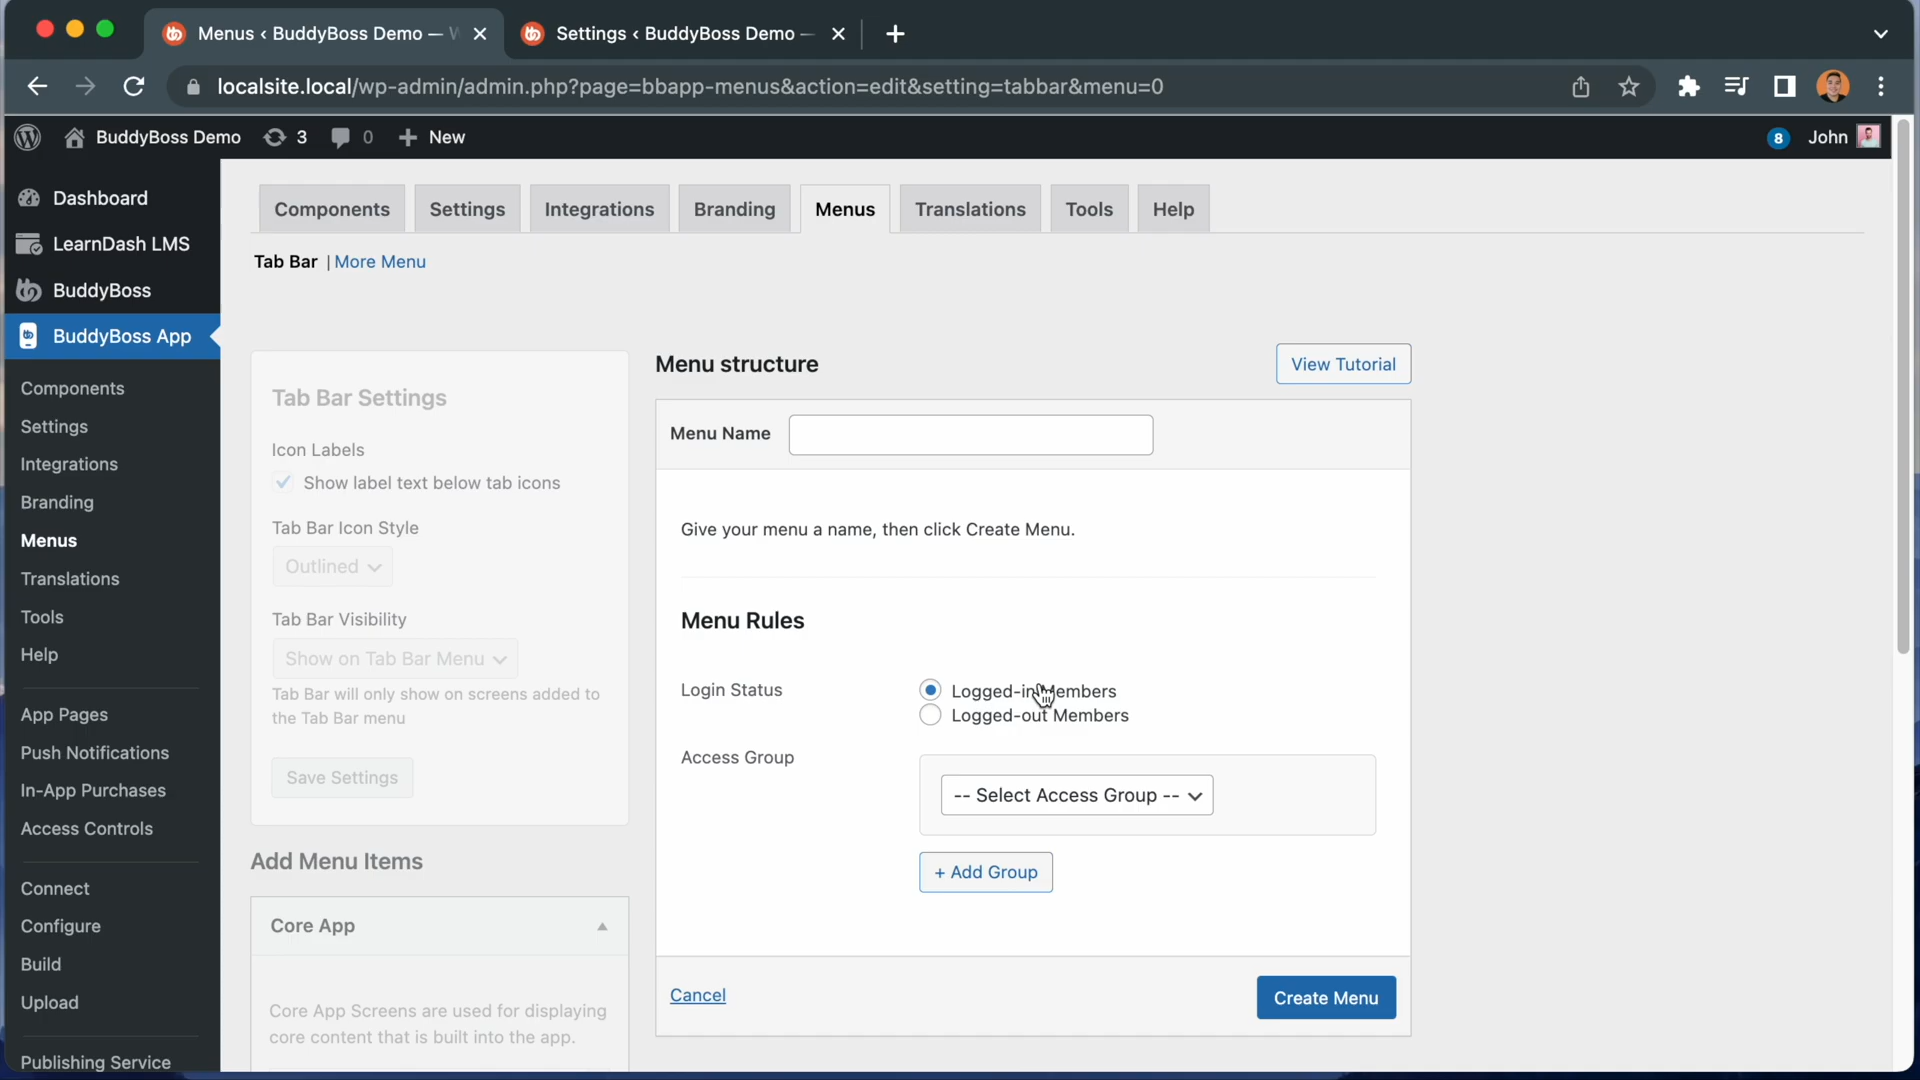 Menus ‹ BuddyBoss Demo —
Settings ‹ BuddyBoss Demo —
localsite.local/wp-admin/admin.php?page=bbapp-menus&action=edit&setting=tabbar&menu=0
BuddyBoss Demo
3
0
New
8
John
Dashboard
LearnDash LMS
BuddyBoss
BuddyBoss App
Components
Settings
Integrations
Branding
Menus
Translations
Tools
Help
App Pages
Push Notifications
In-App Purchases
Access Controls
Connect
Configure
Build
Upload
Publishing Service
Components
Settings
Integrations
Branding
Menus
Translations
Tools
Help
Tab Bar | More Menu
Tab Bar Settings
Icon Labels
Show label text below tab icons
Tab Bar Icon Style
Outlined
Tab Bar Visibility
Show on Tab Bar Menu
Tab Bar will only show on screens added to
the Tab Bar menu
Save Settings
Add Menu Items
Core App
Core App Screens are used for displaying
core content that is built into the app.
Menu structure
View Tutorial
Menu Name
Give your menu a name, then click Create Menu.
Menu Rules
Login Status
Logged-in Members
Logged-out Members
Access Group
-- Select Access Group --
+ Add Group
Cancel
Create Menu